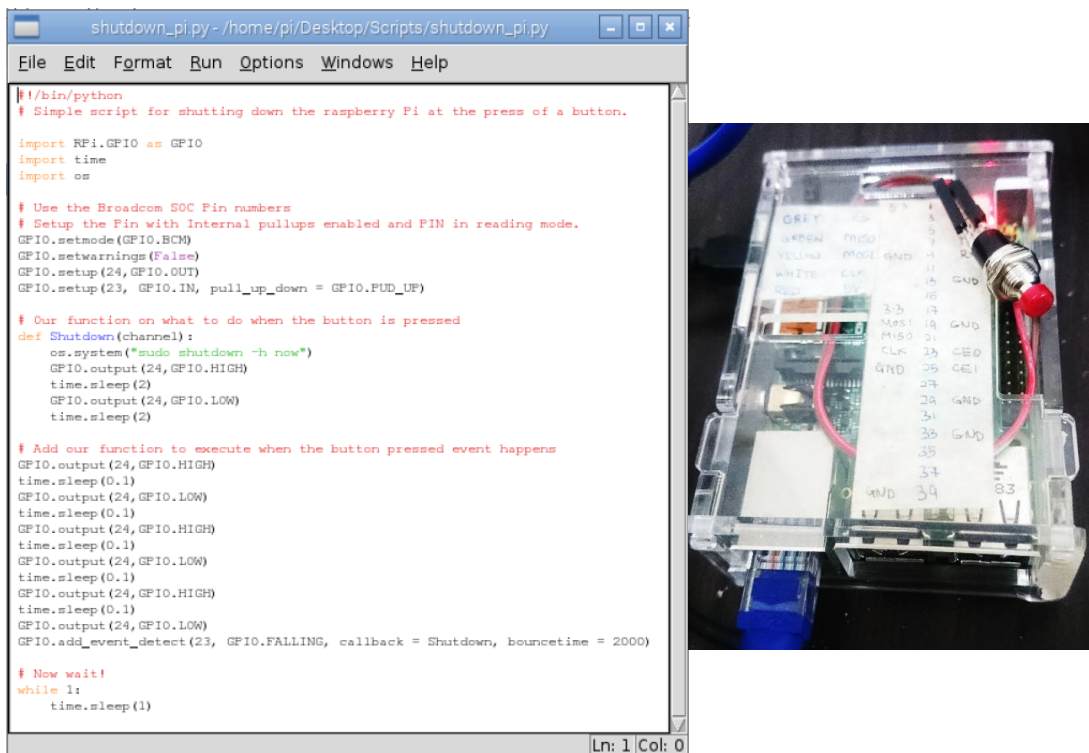 shutdown_pi.py - /home/pi/Desktop/Scripts/shutdown_pi.py
File Edit Format Run Options Windows Help
#!/bin/python
# Simple script for shutting down the raspberry Pi at the press of a button.
import RPi.GPIO as GPIO
import time
import os
# Use the Broadcom SOC Pin numbers
# Setup the Pin with Internal pullups enabled and PIN in reading mode.
GPIO.setmode(GPIO.BCM)
GPIO.setwarnings(False)
GPIO.setup(24,GPIO.OUT)
GPIO.setup(23, GPIO.IN, pull_up_down = GPIO.PUD_UP)
# Our function on what to do when the button is pressed
def Shutdown(channel):
    os.system("sudo shutdown -h now")
    GPIO.output(24,GPIO.HIGH)
    time.sleep(2)
    GPIO.output(24,GPIO.LOW)
    time.sleep(2)
# Add our function to execute when the button pressed event happens
GPIO.output(24,GPIO.HIGH)
time.sleep(0.1)
GPIO.output(24,GPIO.LOW)
time.sleep(0.1)
GPIO.output(24,GPIO.HIGH)
time.sleep(0.1)
GPIO.output(24,GPIO.LOW)
time.sleep(0.1)
GPIO.output(24,GPIO.HIGH)
time.sleep(0.1)
GPIO.output(24,GPIO.LOW)
GPIO.add_event_detect(23, GPIO.FALLING, callback = Shutdown, bouncetime = 2000)
# Now wait!
while 1:
    time.sleep(1)
Ln: 1 Col: 0
GREY
GREEN MISO
YELLOW MOSI
WHITE CLK
RED
GND
11
13 GND
15
3.3 17
MOSI 19 GND
MISO 21
CLK 23 CE0
GND 25 CE1
27
29 GND
31
33 GND
35
37
GND 39
83